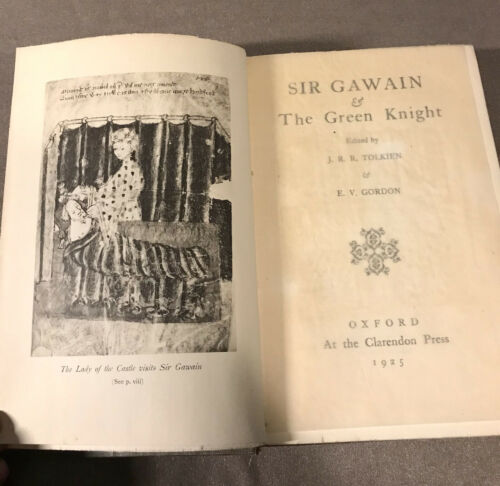 The Lady of the Castle visits Sir Gawain
(See p. viii)
SIR GAWAIN
&
The Green Knight
Edited by
J. R. R. TOLKIEN
&
E. V. GORDON
OXFORD
At the Clarendon Press
1925